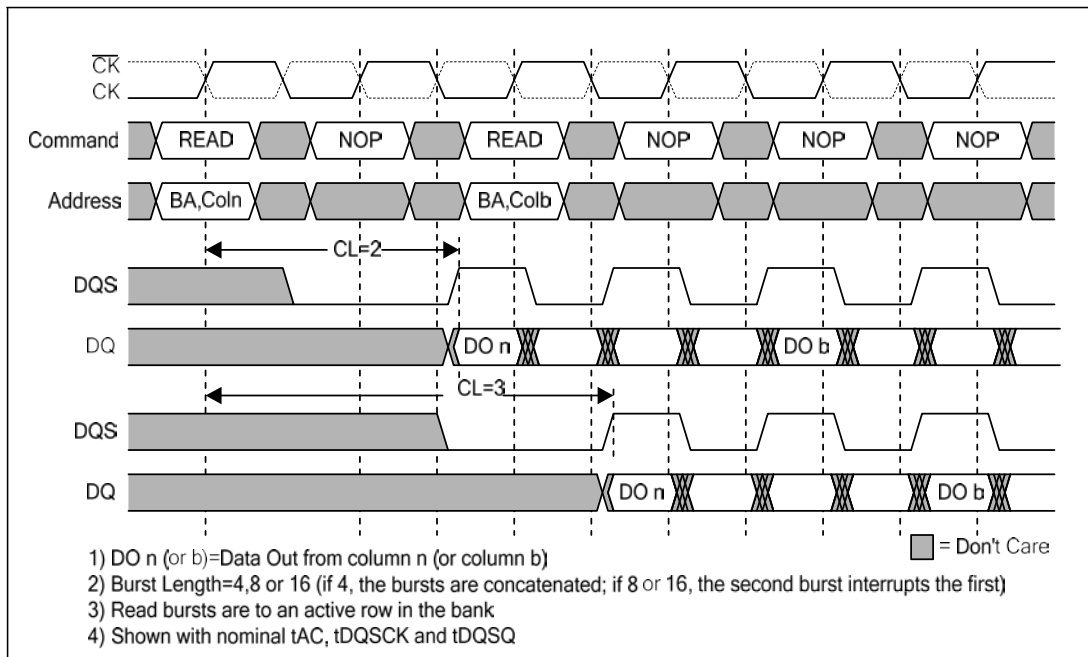 CK
CK
Command READ NOP READ NOP NOP NOP
Address BA,Coln BA,Colb
CL=2
DQS
DQ DO n DO b
CL=3
DQS
DQ DO n DO b
= Don't Care
1) DO n (or b)=Data Out from column n (or column b)
2) Burst Length=4,8 or 16 (if 4, the bursts are concatenated; if 8 or 16, the second burst interrupts the first)
3) Read bursts are to an active row in the bank
4) Shown with nominal tAC, tDQSCK and tDQSQ